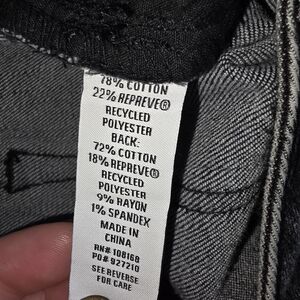 78% COTTON
22% REPREVE®
RECYCLED
POLYESTER
BACK:
72% COTTON
18% REPREVE®
RECYCLED
POLYESTER
9% RAYON
1% SPANDEX
MADE IN
CHINA
RN# 108168
PO# 927210
SEE REVERSE
FOR CARE